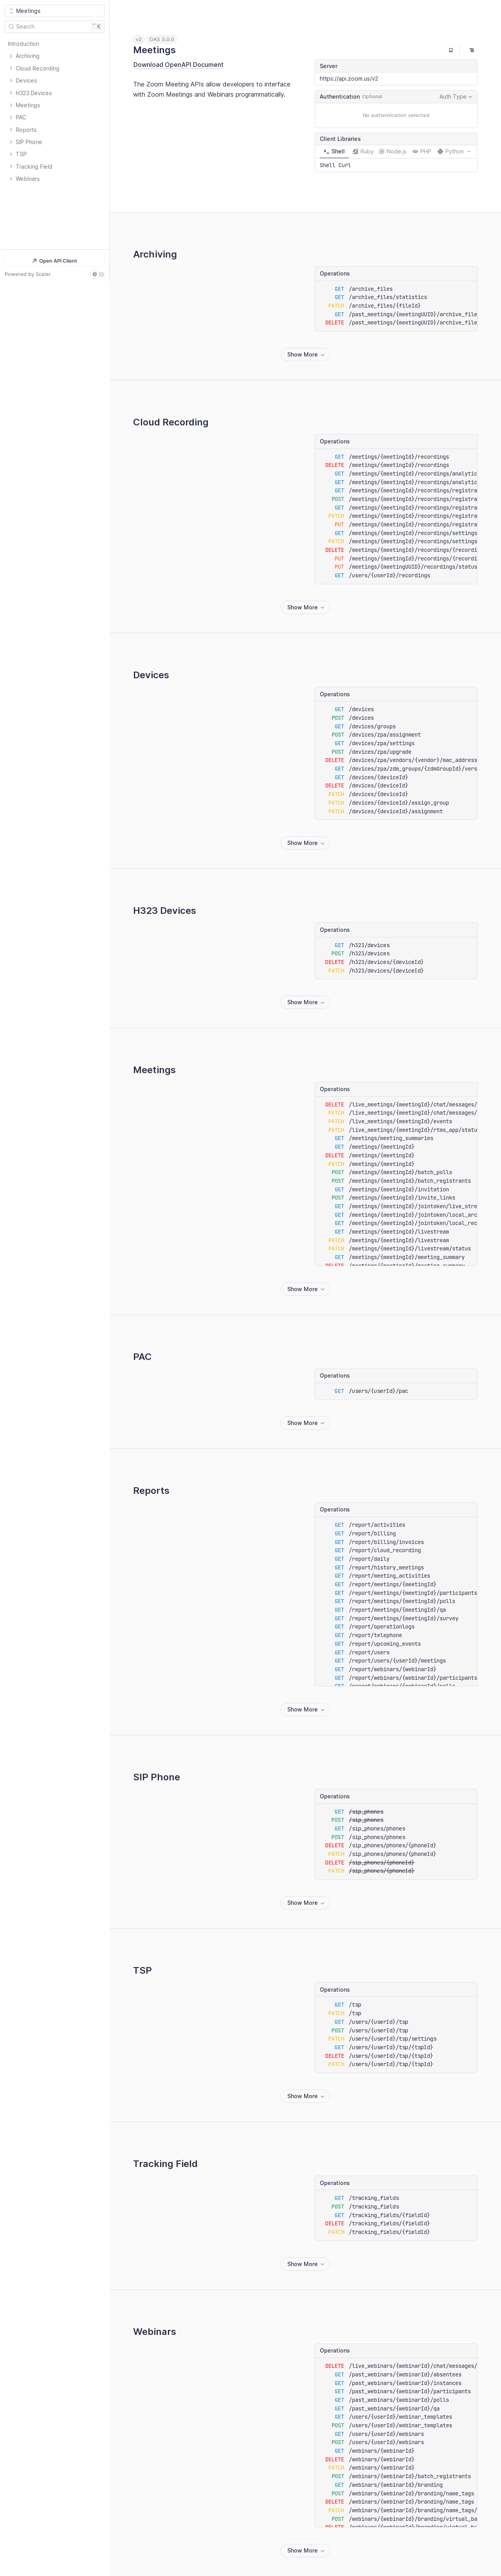 Meetings
Search
K
Introduction
Archiving
Cloud Recording
Devices
H323 Devices
Meetings
PAC
Reports
SIP Phone
TSP
Tracking Field
Webinars
Open API Client
Powered by Scalar
v2 OAS 3.0.0
Meetings
Download OpenAPI Document
The Zoom Meeting APIs allow developers to interface
with Zoom Meetings and Webinars programmatically.
Server
https://api.zoom.us/v2
Authentication Optional Auth Type
No authentication selected
Client Libraries
Shell Ruby Node.js PHP Python
Shell Curl
Archiving
Operations
GET /archive_files
GET /archive_files/statistics
PATCH /archive_files/{fileId}
GET /past_meetings/{meetingUUID}/archive_file
DELETE /past_meetings/{meetingUUID}/archive_file
Show More
Cloud Recording
Operations
GET /meetings/{meetingId}/recordings
DELETE /meetings/{meetingId}/recordings
GET /meetings/{meetingId}/recordings/analytic
GET /meetings/{meetingId}/recordings/analytic
GET /meetings/{meetingId}/recordings/registra
POST /meetings/{meetingId}/recordings/registra
GET /meetings/{meetingId}/recordings/registra
PATCH /meetings/{meetingId}/recordings/registra
PUT /meetings/{meetingId}/recordings/registra
GET /meetings/{meetingId}/recordings/settings
PATCH /meetings/{meetingId}/recordings/settings
DELETE /meetings/{meetingId}/recordings/{recordi
PUT /meetings/{meetingId}/recordings/{recordi
PUT /meetings/{meetingUUID}/recordings/status
GET /users/{userId}/recordings
Show More
Devices
Operations
GET /devices
POST /devices
GET /devices/groups
POST /devices/zpa/assignment
GET /devices/zpa/settings
POST /devices/zpa/upgrade
DELETE /devices/zpa/vendors/{vendor}/mac_address
GET /devices/zpa/zdm_groups/{zdmGroupId}/vers
GET /devices/{deviceId}
DELETE /devices/{deviceId}
PATCH /devices/{deviceId}
PATCH /devices/{deviceId}/assign_group
PATCH /devices/{deviceId}/assignment
Show More
H323 Devices
Operations
GET /h323/devices
POST /h323/devices
DELETE /h323/devices/{deviceId}
PATCH /h323/devices/{deviceId}
Show More
Meetings
Operations
DELETE /live_meetings/{meetingId}/chat/messages/
PATCH /live_meetings/{meetingId}/chat/messages/
PATCH /live_meetings/{meetingId}/events
PATCH /live_meetings/{meetingId}/rtms_app/statu
GET /meetings/meeting_summaries
GET /meetings/{meetingId}
DELETE /meetings/{meetingId}
PATCH /meetings/{meetingId}
POST /meetings/{meetingId}/batch_polls
POST /meetings/{meetingId}/batch_registrants
GET /meetings/{meetingId}/invitation
POST /meetings/{meetingId}/invite_links
GET /meetings/{meetingId}/jointoken/live_stre
GET /meetings/{meetingId}/jointoken/local_arc
GET /meetings/{meetingId}/jointoken/local_rec
GET /meetings/{meetingId}/livestream
PATCH /meetings/{meetingId}/livestream
PATCH /meetings/{meetingId}/livestream/status
GET /meetings/{meetingId}/meeting_summary
DELETE /meetings/{meetingId}/meeting_summary
Show More
PAC
Operations
GET /users/{userId}/pac
Show More
Reports
Operations
GET /report/activities
GET /report/billing
GET /report/billing/invoices
GET /report/cloud_recording
GET /report/daily
GET /report/history_meetings
GET /report/meeting_activities
GET /report/meetings/{meetingId}
GET /report/meetings/{meetingId}/participants
GET /report/meetings/{meetingId}/polls
GET /report/meetings/{meetingId}/qa
GET /report/meetings/{meetingId}/survey
GET /report/operationlogs
GET /report/telephone
GET /report/upcoming_events
GET /report/users
GET /report/users/{userId}/meetings
GET /report/webinars/{webinarId}
GET /report/webinars/{webinarId}/participants
GET /report/webinars/{webinarId}/polls
Show More
SIP Phone
Operations
GET /sip_phones
POST /sip_phones
GET /sip_phones/phones
POST /sip_phones/phones
DELETE /sip_phones/phones/{phoneId}
PATCH /sip_phones/phones/{phoneId}
DELETE /sip_phones/{phoneId}
PATCH /sip_phones/{phoneId}
Show More
TSP
Operations
GET /tsp
PATCH /tsp
GET /users/{userId}/tsp
POST /users/{userId}/tsp
PATCH /users/{userId}/tsp/settings
GET /users/{userId}/tsp/{tspId}
DELETE /users/{userId}/tsp/{tspId}
PATCH /users/{userId}/tsp/{tspId}
Show More
Tracking Field
Operations
GET /tracking_fields
POST /tracking_fields
GET /tracking_fields/{fieldId}
DELETE /tracking_fields/{fieldId}
PATCH /tracking_fields/{fieldId}
Show More
Webinars
Operations
DELETE /live_webinars/{webinarId}/chat/messages/
GET /past_webinars/{webinarId}/absentees
GET /past_webinars/{webinarId}/instances
GET /past_webinars/{webinarId}/participants
GET /past_webinars/{webinarId}/polls
GET /past_webinars/{webinarId}/qa
GET /users/{userId}/webinar_templates
POST /users/{userId}/webinar_templates
GET /users/{userId}/webinars
POST /users/{userId}/webinars
GET /webinars/{webinarId}
DELETE /webinars/{webinarId}
PATCH /webinars/{webinarId}
POST /webinars/{webinarId}/batch_registrants
GET /webinars/{webinarId}/branding
POST /webinars/{webinarId}/branding/name_tags
DELETE /webinars/{webinarId}/branding/name_tags
PATCH /webinars/{webinarId}/branding/name_tags/
POST /webinars/{webinarId}/branding/virtual_ba
DELETE /webinars/{webinarId}/branding/virtual_ba
Show More